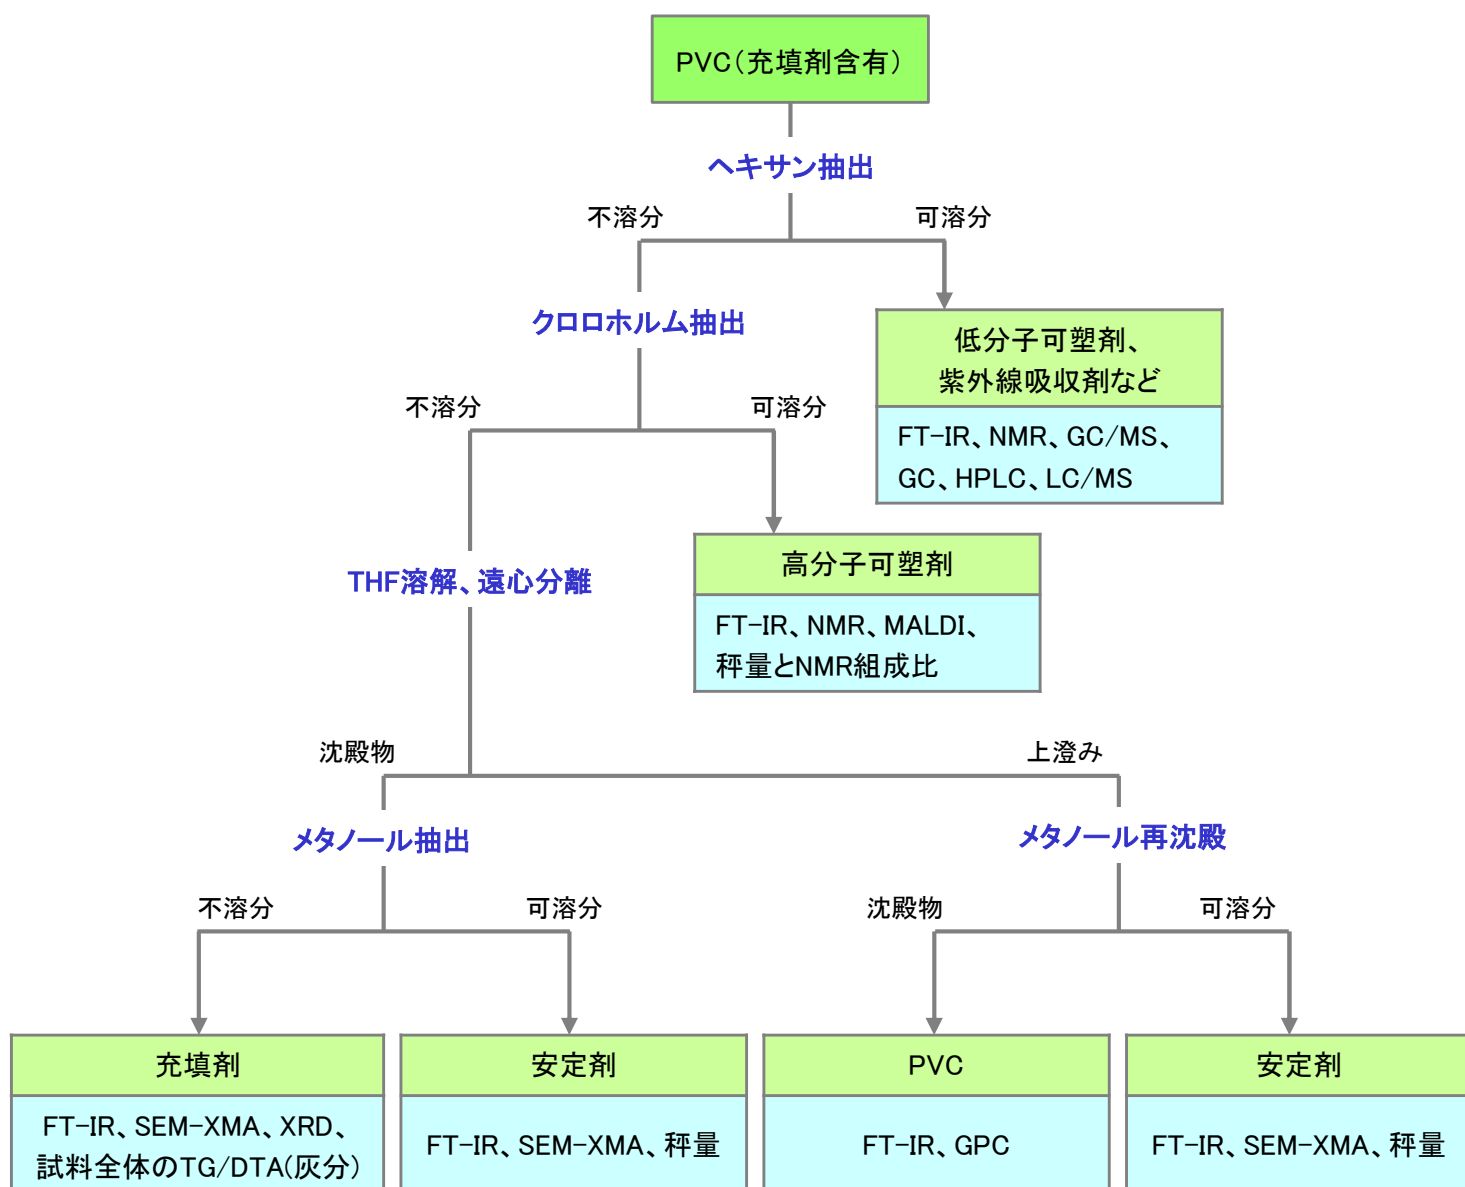 PVC(充填剤含有)
ヘキサン抽出
不溶分
可溶分
クロロホルム抽出
低分子可塑剤、
紫外線吸収剤など
FT-IR、NMR、GC/MS、
GC、HPLC、LC/MS
不溶分
可溶分
THF溶解、遠心分離
高分子可塑剤
FT-IR、NMR、MALDI、
秤量とNMR組成比
沈殿物
上澄み
メタノール抽出
メタノール再沈殿
不溶分
可溶分
沈殿物
可溶分
充填剤
FT-IR、SEM-XMA、XRD、
試料全体のTG/DTA(灰分)
安定剤
FT-IR、SEM-XMA、秤量
PVC
FT-IR、GPC
安定剤
FT-IR、SEM-XMA、秤量